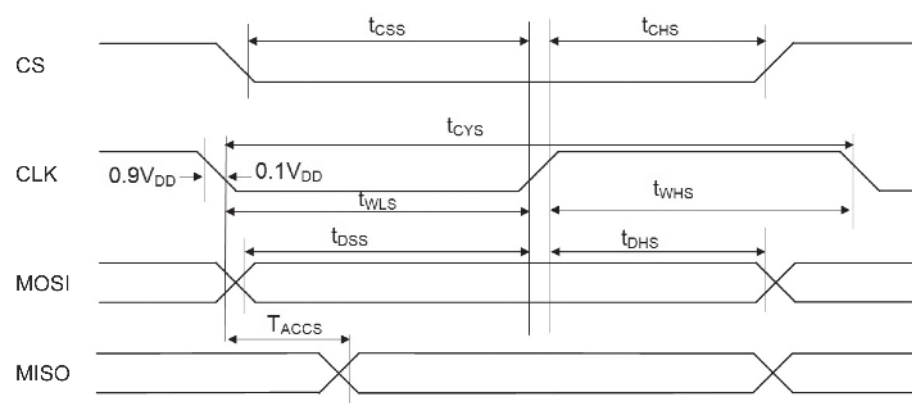 tCSS tCHS
CS
tCYS
CLK 0.9VDD 0.1VDD
tWLS tWHS
tDSS tDHS
MOSI
TACCS
MISO